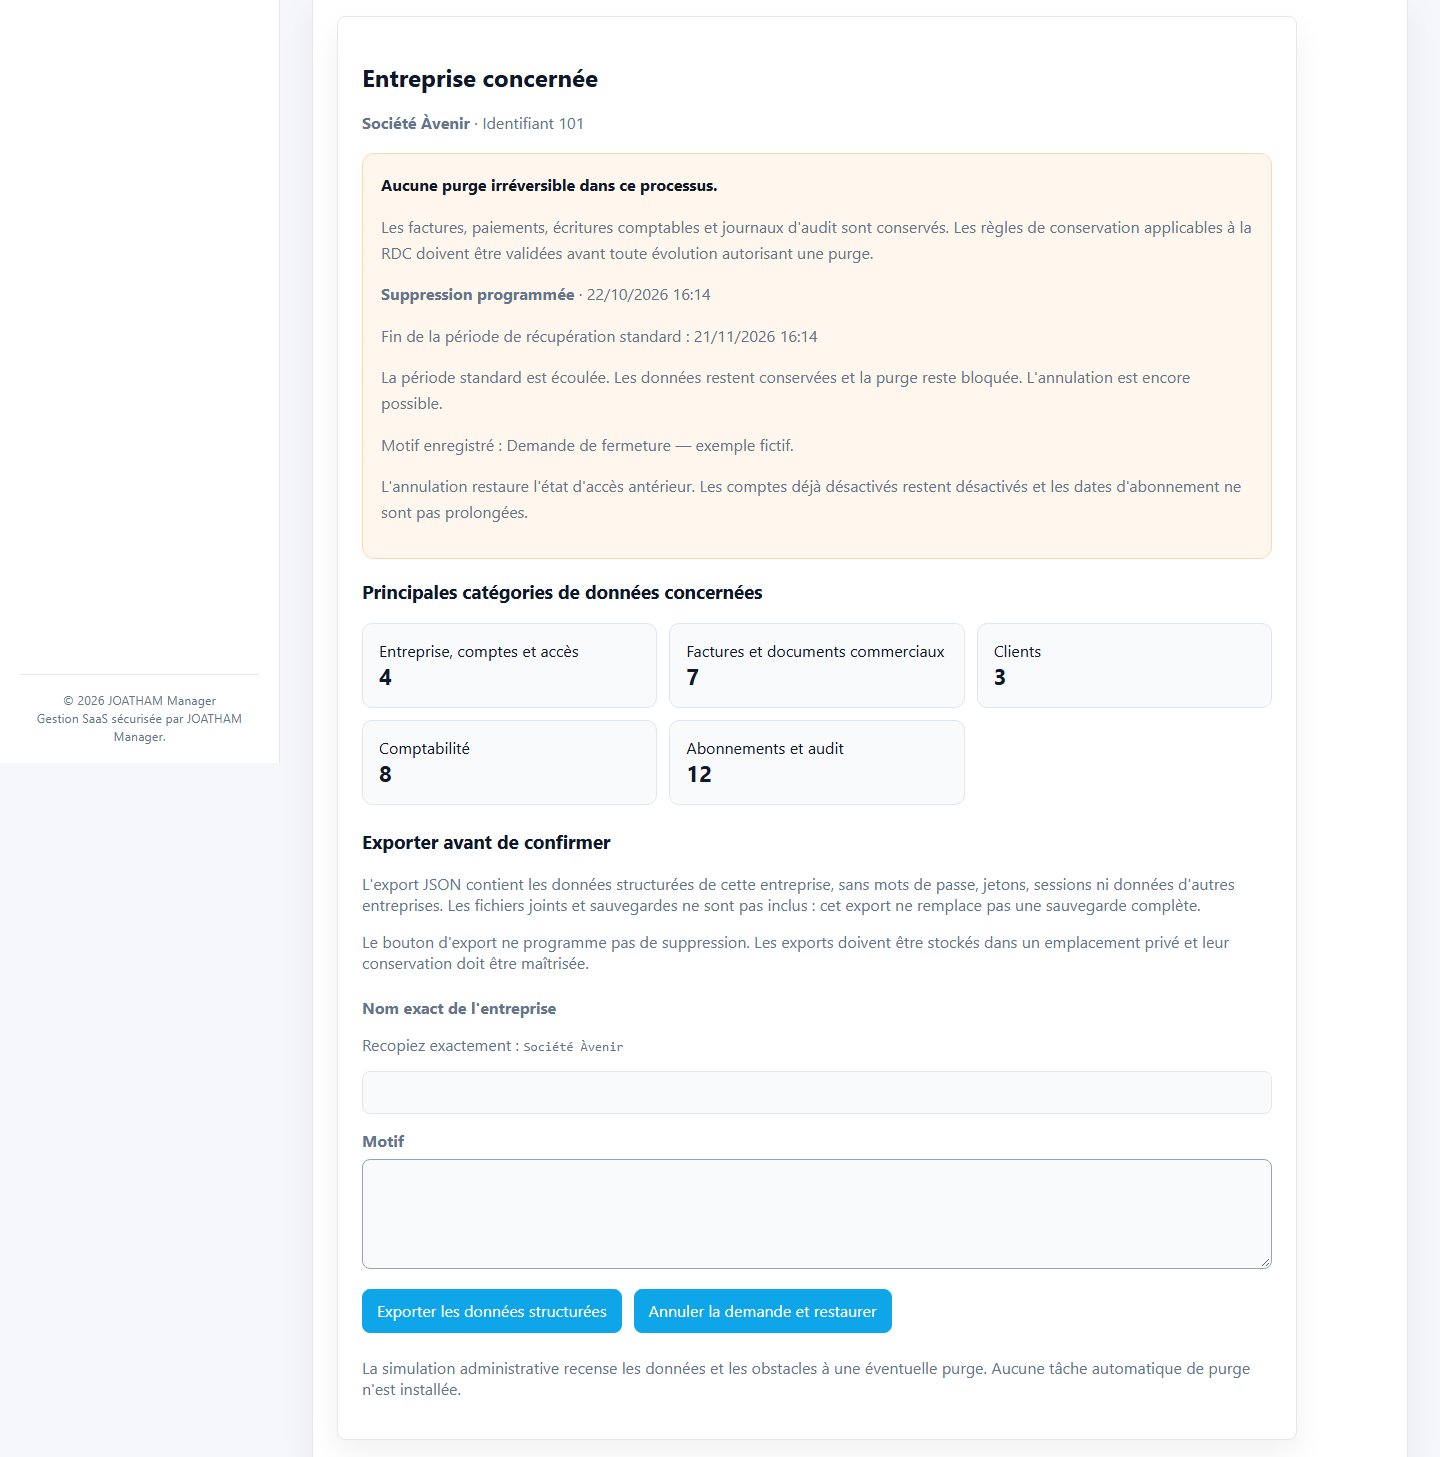 Entreprise concernée
Société Àvenir · Identifiant 101
Aucune purge irréversible dans ce processus.
Les factures, paiements, écritures comptables et journaux d'audit sont conservés. Les règles de conservation applicables à la
RDC doivent être validées avant toute évolution autorisant une purge.
Suppression programmée · 22/10/2026 16:14
Fin de la période de récupération standard : 21/11/2026 16:14
La période standard est écoulée. Les données restent conservées et la purge reste bloquée. L'annulation est encore
possible.
Motif enregistré : Demande de fermeture — exemple fictif.
L'annulation restaure l'état d'accès antérieur. Les comptes déjà désactivés restent désactivés et les dates d'abonnement ne
sont pas prolongées.
Principales catégories de données concernées
Entreprise, comptes et accès
4
Factures et documents commerciaux
7
Clients
3
Comptabilité
8
Abonnements et audit
12
Exporter avant de confirmer
L'export JSON contient les données structurées de cette entreprise, sans mots de passe, jetons, sessions ni données d'autres
entreprises. Les fichiers joints et sauvegardes ne sont pas inclus : cet export ne remplace pas une sauvegarde complète.
Le bouton d'export ne programme pas de suppression. Les exports doivent être stockés dans un emplacement privé et leur
conservation doit être maîtrisée.
Nom exact de l'entreprise
Recopiez exactement : Société Àvenir
Motif
Exporter les données structurées
Annuler la demande et restaurer
La simulation administrative recense les données et les obstacles à une éventuelle purge. Aucune tâche automatique de purge
n'est installée.
© 2026 JOATHAM Manager
Gestion SaaS sécurisée par JOATHAM
Manager.